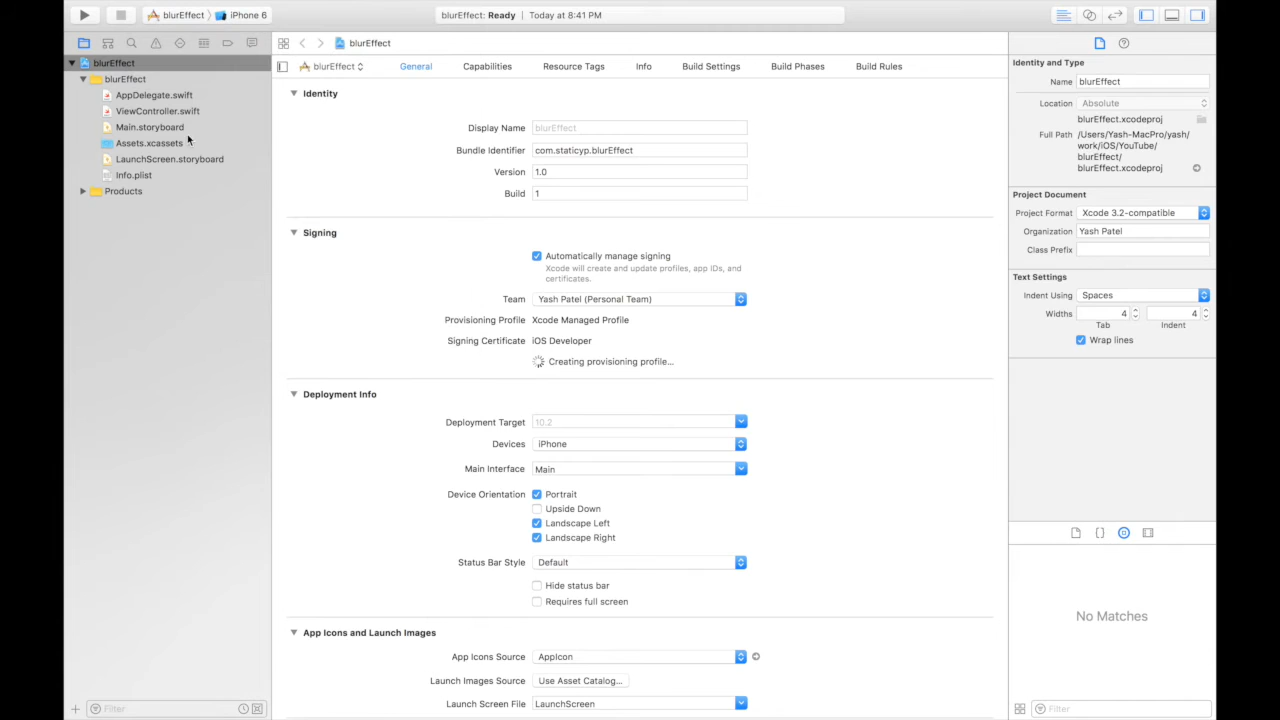 blurEffect
iPhone 6
blurEffect: Ready
Today at 8:41 PM
blurEffect
blurEffect
AppDelegate.swift
ViewController.swift
Main.storyboard
Assets.xcassets
LaunchScreen.storyboard
Info.plist
Products
Filter
blurEffect
blurEffect
General
Capabilities
Resource Tags
Info
Build Settings
Build Phases
Build Rules
Identity
Display Name
blurEffect
Bundle Identifier
com.staticyp.blurEffect
Version
1.0
Build
1
Signing
Automatically manage signing
Xcode will create and update profiles, app IDs, and
certificates.
Team
Yash Patel (Personal Team)
Provisioning Profile
Xcode Managed Profile
Signing Certificate
iOS Developer
Creating provisioning profile...
Deployment Info
Deployment Target
10.2
Devices
iPhone
Main Interface
Main
Device Orientation
Portrait
Upside Down
Landscape Left
Landscape Right
Status Bar Style
Default
Hide status bar
Requires full screen
App Icons and Launch Images
App Icons Source
AppIcon
Launch Images Source
Use Asset Catalog...
Launch Screen File
LaunchScreen
Identity and Type
Name
blurEffect
Location
Absolute
blurEffect.xcodeproj
Full Path
/Users/Yash-MacPro/yash/
work/iOS/YouTube/
blurEffect/
blurEffect.xcodeproj
Project Document
Project Format
Xcode 3.2-compatible
Organization
Yash Patel
Class Prefix
Text Settings
Indent Using
Spaces
Widths
4
4
Tab
Indent
Wrap lines
No Matches
Filter